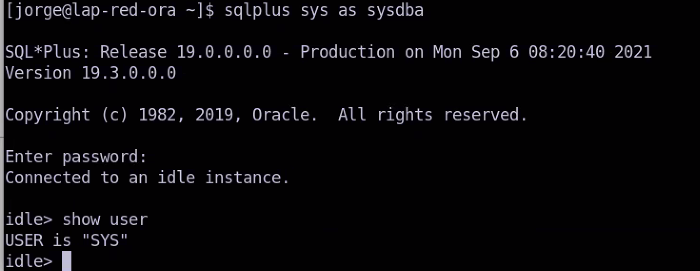 [jorge@lap-red-ora ~]$ sqlplus sys as sysdba
SQL*Plus: Release 19.0.0.0.0 - Production on Mon Sep 6 08:20:40 2021
Version 19.3.0.0.0
Copyright (c) 1982, 2019, Oracle.  All rights reserved.
Enter password:
Connected to an idle instance.
idle> show user
USER is "SYS"
idle>